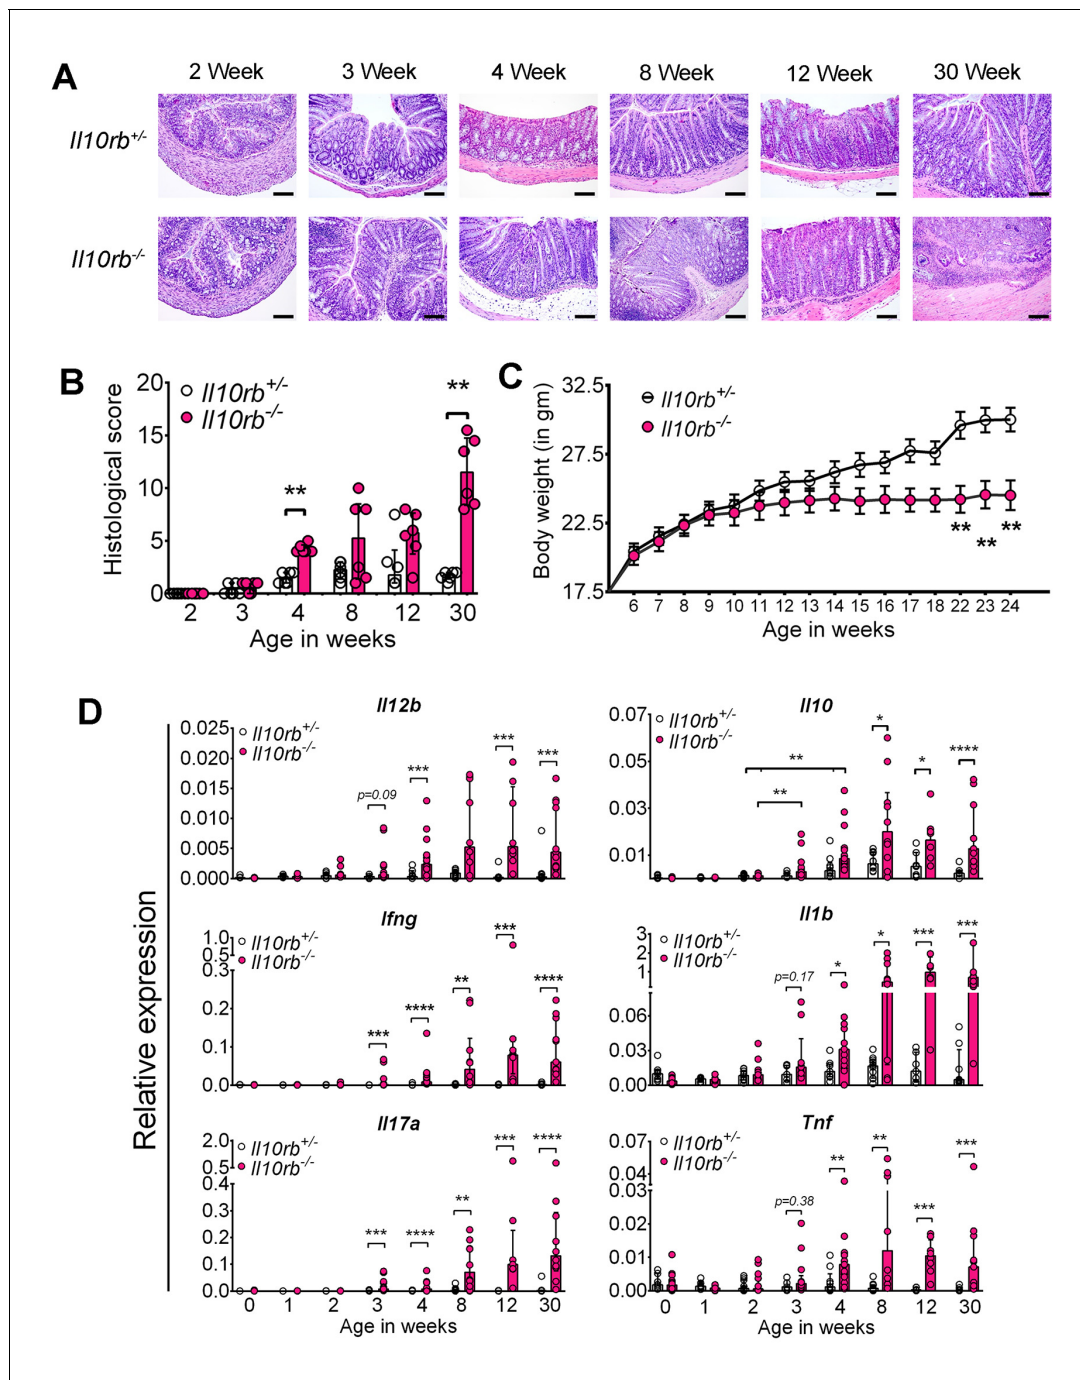 A
2 Week 3 Week 4 Week 8 Week 12 Week 30 Week
Il10rb+/-
Il10rb-/-
B
Histological score
Il10rb+/-
Il10rb-/-
20
15
10
5
0
**
**
2 3 4 8 12 30
Age in weeks
C
Body weight (in gm)
32.5
27.5
22.5
17.5
Il10rb+/-
Il10rb-/-
**
**
**
6 7 8 9 10 11 12 13 14 15 16 17 18 22 23 24
Age in weeks
D
Relative expression
Il12b
Il10rb+/-
Il10rb-/-
0.025
0.020
0.015
0.010
0.005
0.000
p=0.09
***
***
***
Il10
Il10rb+/-
Il10rb-/-
0.07
0.05
0.03
0.01
**
**
*
*
****
Ifng
Il10rb+/-
Il10rb-/-
1.0
0.5
0.3
0.2
0.1
0.0
***
****
**
***
****
Il1b
Il10rb+/-
Il10rb-/-
3
2
1
0.06
0.03
0.00
p=0.17
*
*
***
***
Il17a
Il10rb+/-
Il10rb-/-
2.0
0.5
0.4
0.3
0.2
0.1
0.0
***
****
**
***
****
0 1 2 3 4 8 12 30
Age in weeks
Tnf
Il10rb+/-
Il10rb-/-
0.07
0.04
0.03
0.02
0.01
0.00
p=0.38
**
**
***
***
0 1 2 3 4 8 12 30
Age in weeks